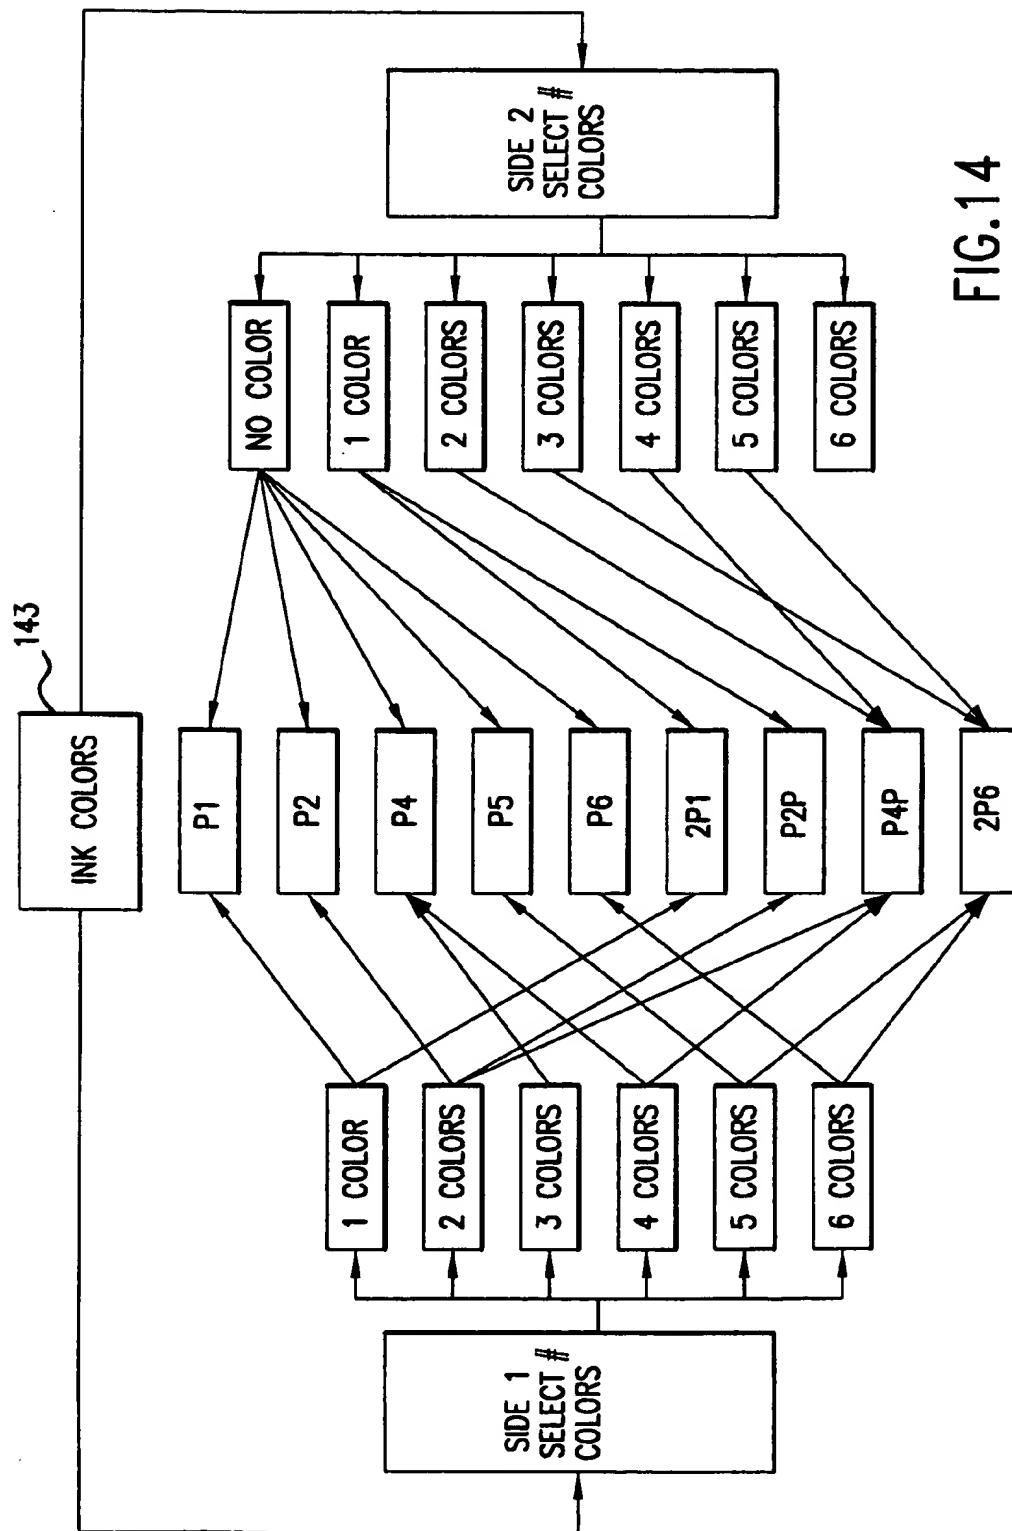 143
INK COLORS
SIDE 1
SELECT #
COLORS
1 COLOR
2 COLORS
3 COLORS
4 COLORS
5 COLORS
6 COLORS
P1
P2
P4
P5
P6
2P1
P2P
P4P
2P6
NO COLOR
1 COLOR
2 COLORS
3 COLORS
4 COLORS
5 COLORS
6 COLORS
SIDE 2
SELECT #
COLORS
FIG.14